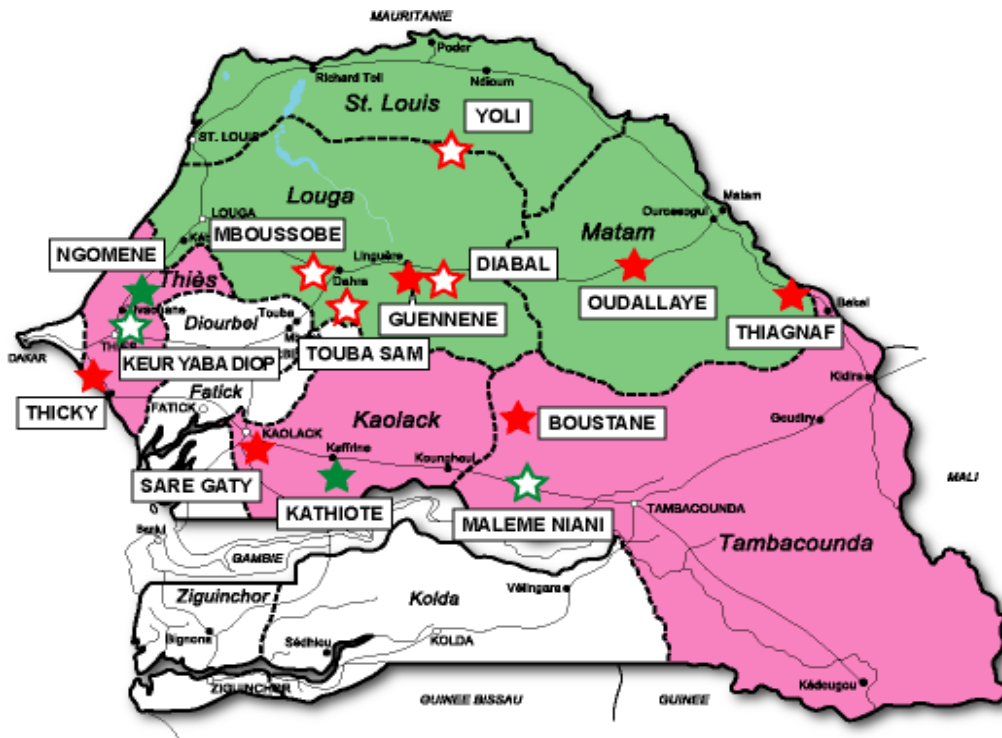 MAURITANIE
Podor
Richard Toll
Ndioum
St. Louis
YOLI
ST. LOUIS
Louga
Matam
LOUGA
Ourossogui
NGOMENE
MBOUSSOBE
Matam
Linguère
DIABAL
Thiès
Dahra
OUDALLAYE
Touba
GUENNENE
Bakel
Diourbel
THIAGNAF
DAKAR
KEUR YABA DIOP
TOUBA SAM
Kidira
Fatick
THICKY
FATICK
Kaolack
BOUSTANE
Goudiry
KAOLACK
Kaffrine
Koungheul
MALI
SARE GATY
KATHIOTE
MALEME NIANI
TAMBACOUNDA
Banjul
Tambacounda
GAMBIE
Ziguinchor
Kolda
Vélingara
Bignona
Sédhiou
KOLDA
ZIGUINCHOR
Kédougou
GUINEE BISSAU
GUINEE